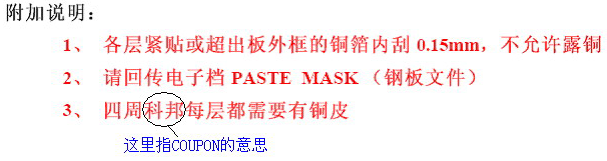 附加说明：
1、 各层紧贴或超出板外框的铜箔内刮 0.15mm，不允许露铜
2、 请回传电子档 PASTE MASK（钢板文件）
3、 四周科邦每层都需要有铜皮
这里指COUPON的意思